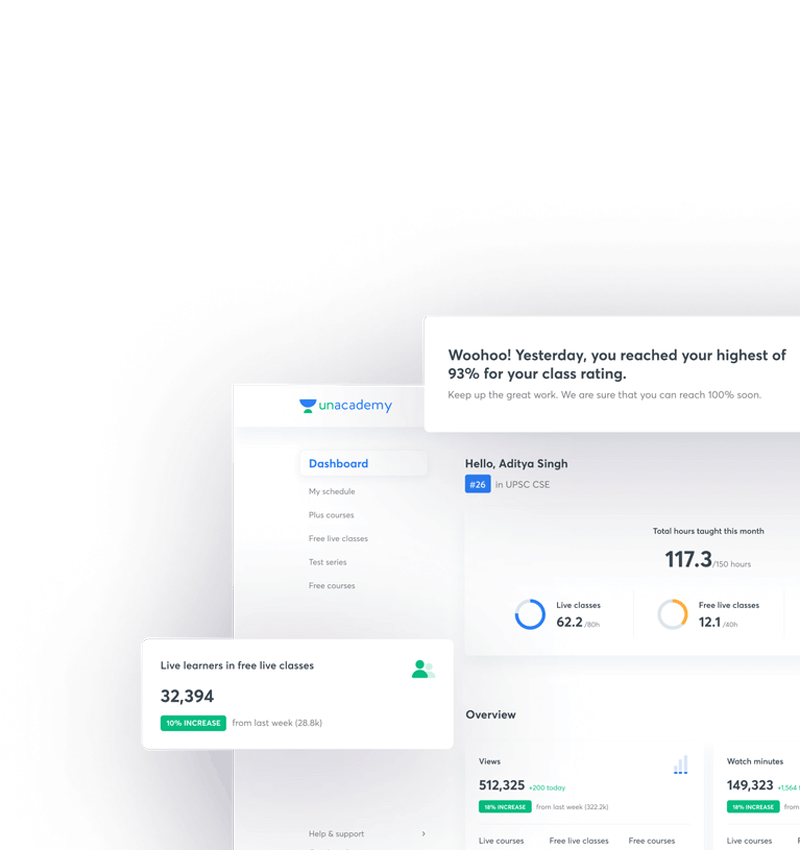 Woohoo! Yesterday, you reached your highest of
93% for your class rating.
Keep up the great work. We are sure that you can reach 100% soon.
unacademy
Dashboard
My schedule
Plus courses
Free live classes
Test series
Free courses
Hello, Aditya Singh
#26 in UPSC CSE
Total hours taught this month
117.3/150 hours
Live classes
62.2/80h
Free live classes
12.1/40h
Live learners in free live classes
32,394
10% INCREASE from last week (28.8k)
Overview
Views
512,325 +200 today
18% INCREASE from last week (322.2k)
Live courses Free live classes Free courses
Watch minutes
149,323 +1,564
18% INCREASE from
Live courses
Help & support